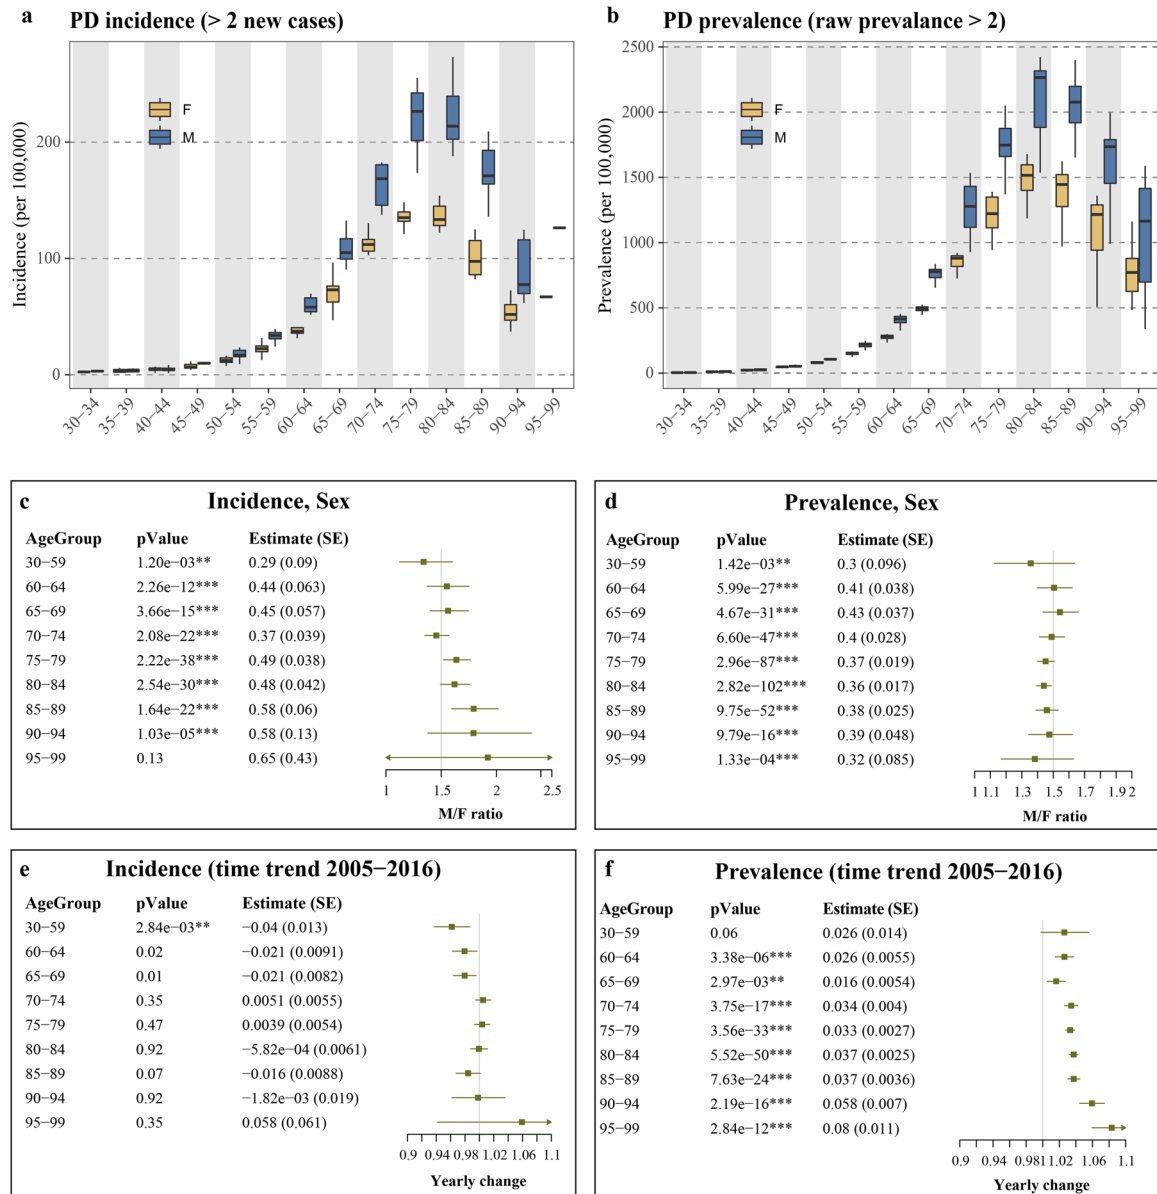 a PD incidence (> 2 new cases)
Incidence (per 100,000)
200
100
0
F
M
30−34 35−39 40−44 45−49 50−54 55−59 60−64 65−69 70−74 75−79 80−84 85−89 90−94 95−99
b PD prevalence (raw prevalance > 2)
Prevalence (per 100,000)
2500
2000
1500
1000
500
0
F
M
30−34 35−39 40−44 45−49 50−54 55−59 60−64 65−69 70−74 75−79 80−84 85−89 90−94 95−99
c Incidence, Sex
AgeGroup pValue Estimate (SE)
30−59 1.20e−03** 0.29 (0.09)
60−64 2.26e−12*** 0.44 (0.063)
65−69 3.66e−15*** 0.45 (0.057)
70−74 2.08e−22*** 0.37 (0.039)
75−79 2.22e−38*** 0.49 (0.038)
80−84 2.54e−30*** 0.48 (0.042)
85−89 1.64e−22*** 0.58 (0.06)
90−94 1.03e−05*** 0.58 (0.13)
95−99 0.13 0.65 (0.43)
1 1.5 2 2.5
M/F ratio
d Prevalence, Sex
AgeGroup pValue Estimate (SE)
30−59 1.42e−03** 0.3 (0.096)
60−64 5.99e−27*** 0.41 (0.038)
65−69 4.67e−31*** 0.43 (0.037)
70−74 6.60e−47*** 0.4 (0.028)
75−79 2.96e−87*** 0.37 (0.019)
80−84 2.82e−102*** 0.36 (0.017)
85−89 9.75e−52*** 0.38 (0.025)
90−94 9.79e−16*** 0.39 (0.048)
95−99 1.33e−04*** 0.32 (0.085)
1 1.1 1.3 1.5 1.7 1.9 2
M/F ratio
e Incidence (time trend 2005−2016)
AgeGroup pValue Estimate (SE)
30−59 2.84e−03** −0.04 (0.013)
60−64 0.02 −0.021 (0.0091)
65−69 0.01 −0.021 (0.0082)
70−74 0.35 0.0051 (0.0055)
75−79 0.47 0.0039 (0.0054)
80−84 0.92 −5.82e−04 (0.0061)
85−89 0.07 −0.016 (0.0088)
90−94 0.92 −1.82e−03 (0.019)
95−99 0.35 0.058 (0.061)
0.9 0.94 0.98 1.02 1.06 1.1
Yearly change
f Prevalence (time trend 2005−2016)
AgeGroup pValue Estimate (SE)
30−59 0.06 0.026 (0.014)
60−64 3.38e−06*** 0.026 (0.0055)
65−69 2.97e−03** 0.016 (0.0054)
70−74 3.75e−17*** 0.034 (0.004)
75−79 3.56e−33*** 0.033 (0.0027)
80−84 5.52e−50*** 0.037 (0.0025)
85−89 7.63e−24*** 0.037 (0.0036)
90−94 2.19e−16*** 0.058 (0.007)
95−99 2.84e−12*** 0.08 (0.011)
0.9 0.94 0.98 1 1.02 1.06 1.1
Yearly change